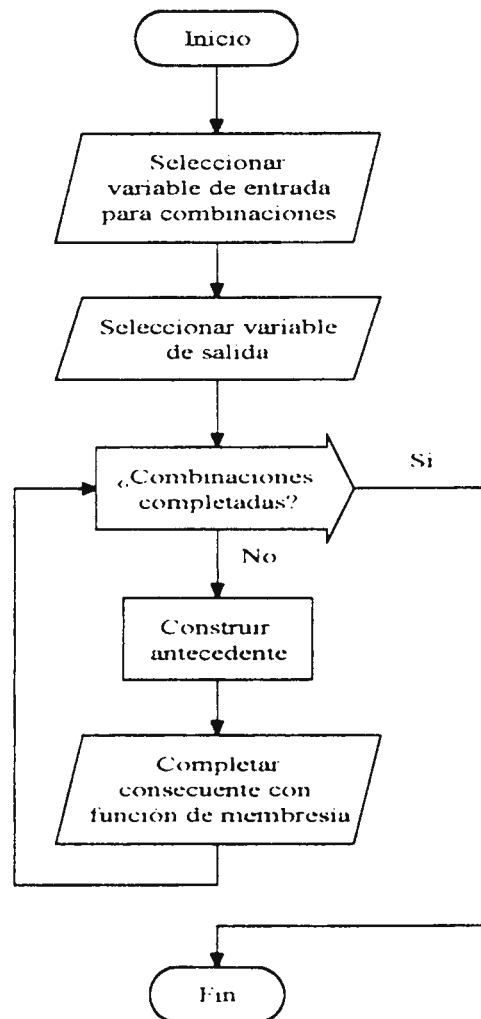 Inicio
Seleccionar
variable de entrada
para combinaciones
Seleccionar variable
de salida
¿Combinaciones
completadas?
Si
No
Construir
antecedente
Completar
consecuente con
función de membresía
Fin